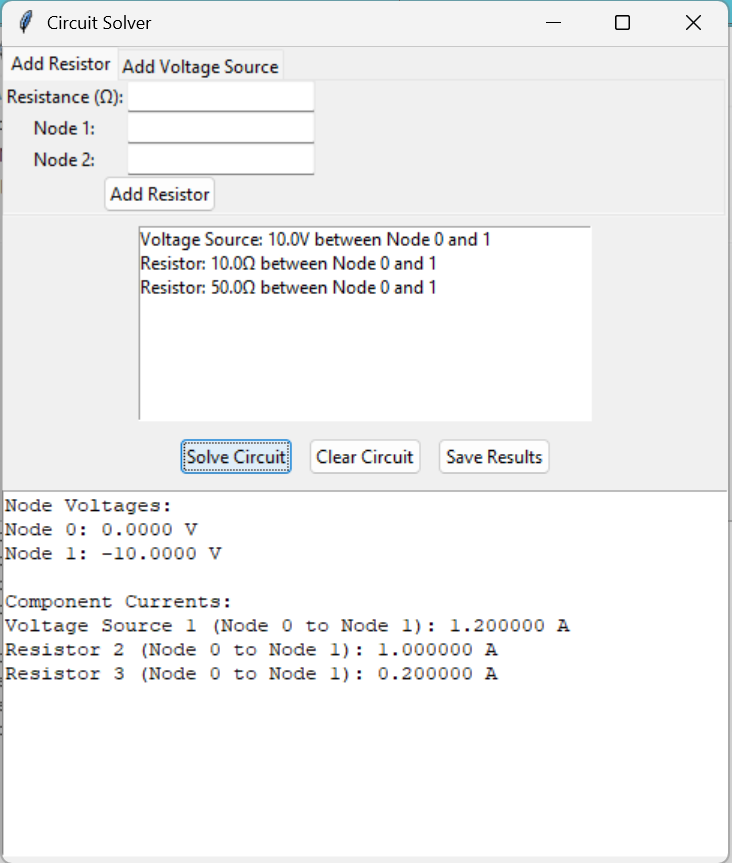 Circuit Solver
Add Resistor Add Voltage Source
Resistance (Ω):
Node 1:
Node 2:
Add Resistor
Voltage Source: 10.0V between Node 0 and 1
Resistor: 10.0Ω between Node 0 and 1
Resistor: 50.0Ω between Node 0 and 1
Solve Circuit Clear Circuit Save Results
Node Voltages:
Node 0: 0.0000 V
Node 1: -10.0000 V
Component Currents:
Voltage Source 1 (Node 0 to Node 1): 1.200000 A
Resistor 2 (Node 0 to Node 1): 1.000000 A
Resistor 3 (Node 0 to Node 1): 0.200000 A